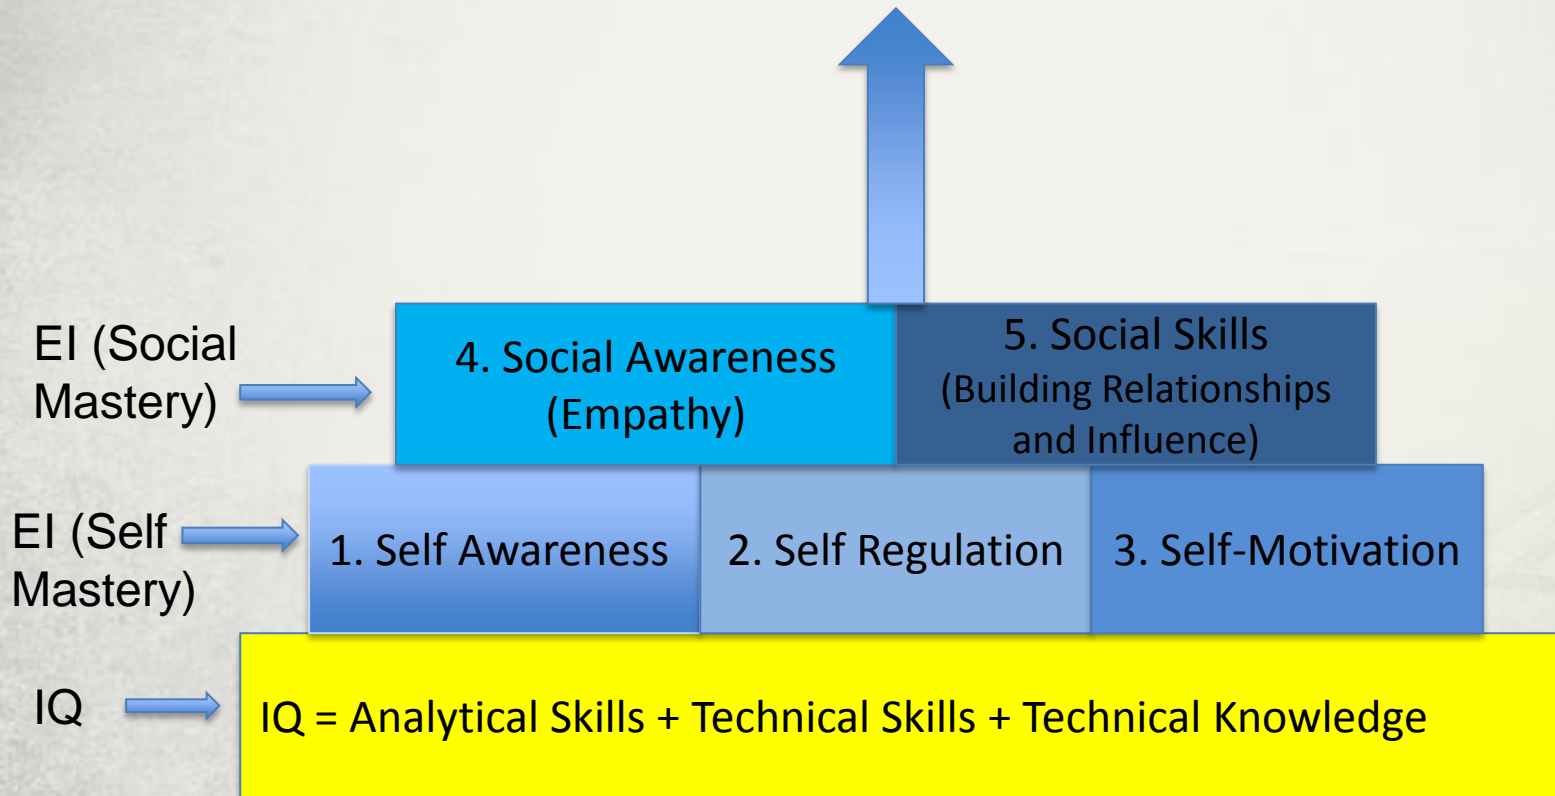 EI (Social
Mastery)
4. Social Awareness
(Empathy)
5. Social Skills
(Building Relationships
and Influence)
EI (Self
Mastery)
1. Self Awareness
2. Self Regulation
3. Self-Motivation
IQ
IQ = Analytical Skills + Technical Skills + Technical Knowledge